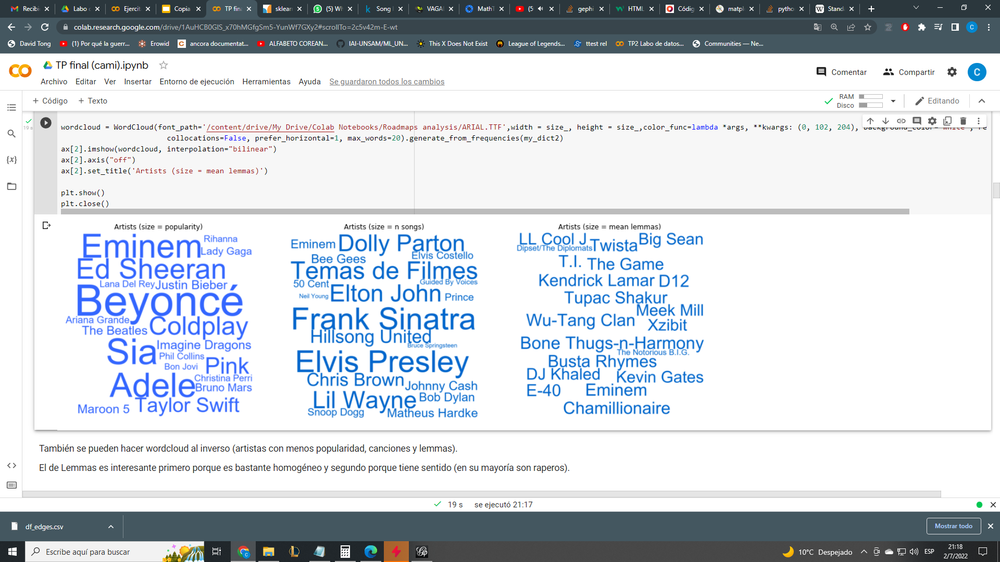 Recibi
Labo
Ejercit
Copia
TP fina
sklearn
(5) Wh
Song
VAGA
MathT
(5
gephi
HTML
Códig
matpl
pytho
Standa
colab.research.google.com/drive/1AuHCB0GlS_x70hMGfgSm5-YunWf7GXy2#scrollTo=2c5v42m-E-wt
David Tong
(1) Por qué la guerr...
Erowid
ancora documentat...
ALFABETO COREAN...
IAI-UNSAM/ML_UN...
This X Does Not Exist
League of Legends...
ttest rel
TP2 Labo de datos...
Communities — Ne...
TP final (cami).ipynb
Comentar
Compartir
C
Archivo Editar Ver Insertar Entorno de ejecución Herramientas Ayuda Se guardaron todos los cambios
+ Código + Texto
RAM
Disco
Editando
19 s
wordcloud = WordCloud(font_path='/content/drive/My Drive/Colab Notebooks/Roadmaps analysis/ARIAL.TTF',width = size_, height = size_,color_func=lambda *args, **kwargs: (0, 102, 204), background_color='white', re
collocations=False, prefer_horizontal=1, max_words=20).generate_from_frequencies(my_dict2)
ax[2].imshow(wordcloud, interpolation="bilinear")
ax[2].axis("off")
ax[2].set_title('Artists (size = mean lemmas)')
plt.show()
plt.close()
Artists (size = popularity)
Eminem
Rihanna
Lady Gaga
Ed Sheeran
Lana Del Rey
Justin Bieber
Beyoncé
Ariana Grande
The Beatles
Coldplay
Sia
Imagine Dragons
Phil Collins
Bon Jovi
Pink
Adele
Christina Perri
Bruno Mars
Maroon 5
Taylor Swift
Artists (size = n songs)
Eminem
Dolly Parton
Bee Gees
Elvis Costello
Temas de Filmes
50 Cent
Guided By Voices
Neil Young
Elton John
Prince
Frank Sinatra
Hillsong United
Bruce Springsteen
Elvis Presley
Chris Brown
Johnny Cash
Lil Wayne
Bob Dylan
Snoop Dogg
Matheus Hardke
Artists (size = mean lemmas)
LL Cool J
Dipset/The Diplomats
Twista
Big Sean
T.I.
The Game
Kendrick Lamar
D12
Tupac Shakur
Meek Mill
Wu-Tang Clan
Xzibit
Bone Thugs-n-Harmony
The Notorious B.I.G.
Busta Rhymes
DJ Khaled
Kevin Gates
E-40
Eminem
Chamillionaire
También se pueden hacer wordcloud al inverso (artistas con menos popularidad, canciones y lemmas).
El de Lemmas es interesante primero porque es bastante homogéneo y segundo porque tiene sentido (en su mayoría son raperos).
19 s se ejecutó 21:17
df_edges.csv
Mostrar todo
Escribe aquí para buscar
10°C Despejado
ESP
21:18
2/7/2022